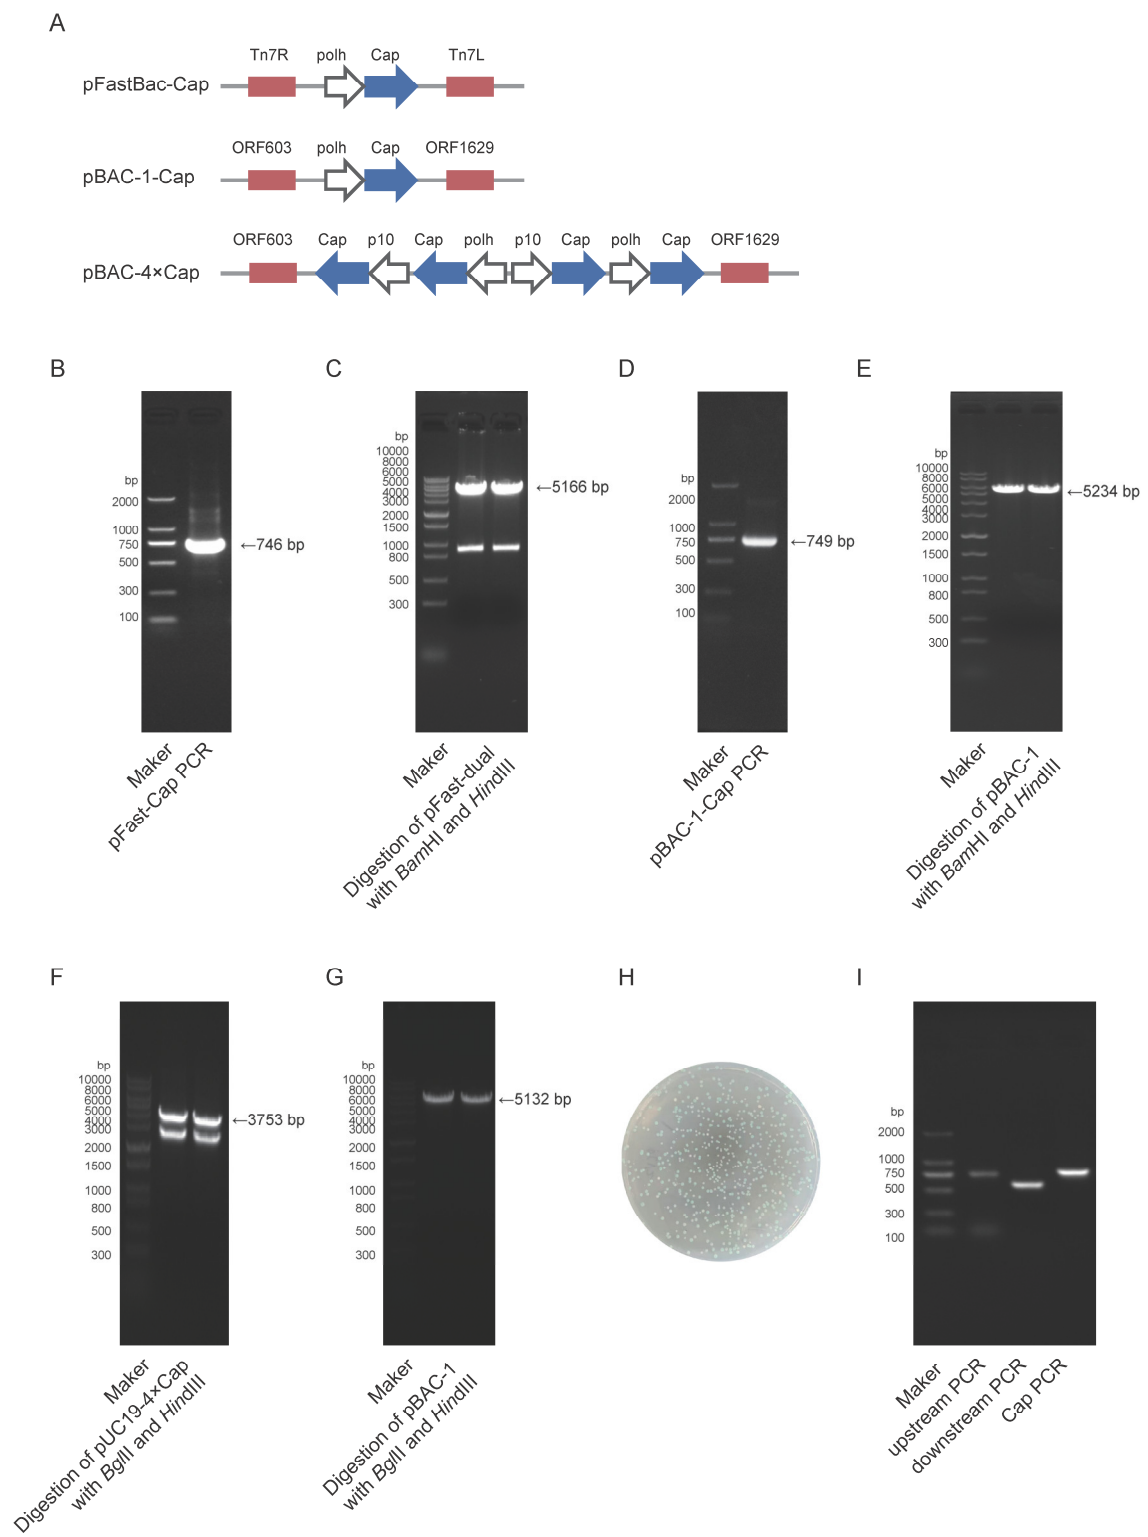 A
Tn7R polh Cap Tn7L
pFastBac-Cap
ORF603 polh Cap ORF1629
pBAC-1-Cap
ORF603 Cap p10 Cap polh p10 Cap polh Cap ORF1629
pBAC-4×Cap
B
bp
2000
1000
750
500
300
100
←746 bp
Maker
pFast-Cap PCR
C
bp
10000
8000
6000
5000
4000
3000
2000
1500
1000
800
500
300
←5166 bp
Maker
Digestion of pFast-dual
with BamHI and HindIII
D
bp
2000
1000
750
500
300
100
←749 bp
Maker
pBAC-1-Cap PCR
E
bp
10000
8000
6000
5000
4000
3000
2000
1500
1000
800
500
300
←5234 bp
Maker
Digestion of pBAC-1
with BamHI and HindIII
F
bp
10000
8000
6000
5000
4000
3000
2000
1500
1000
800
500
300
←3753 bp
Maker
Digestion of pUC19-4×Cap
with BglII and HindIII
G
bp
10000
8000
6000
5000
4000
3000
2000
1500
1000
800
500
300
←5132 bp
Maker
Digestion of pBAC-1
with BglII and HindIII
H
I
bp
2000
1000
750
500
300
100
Maker
upstream PCR
downstream PCR
Cap PCR